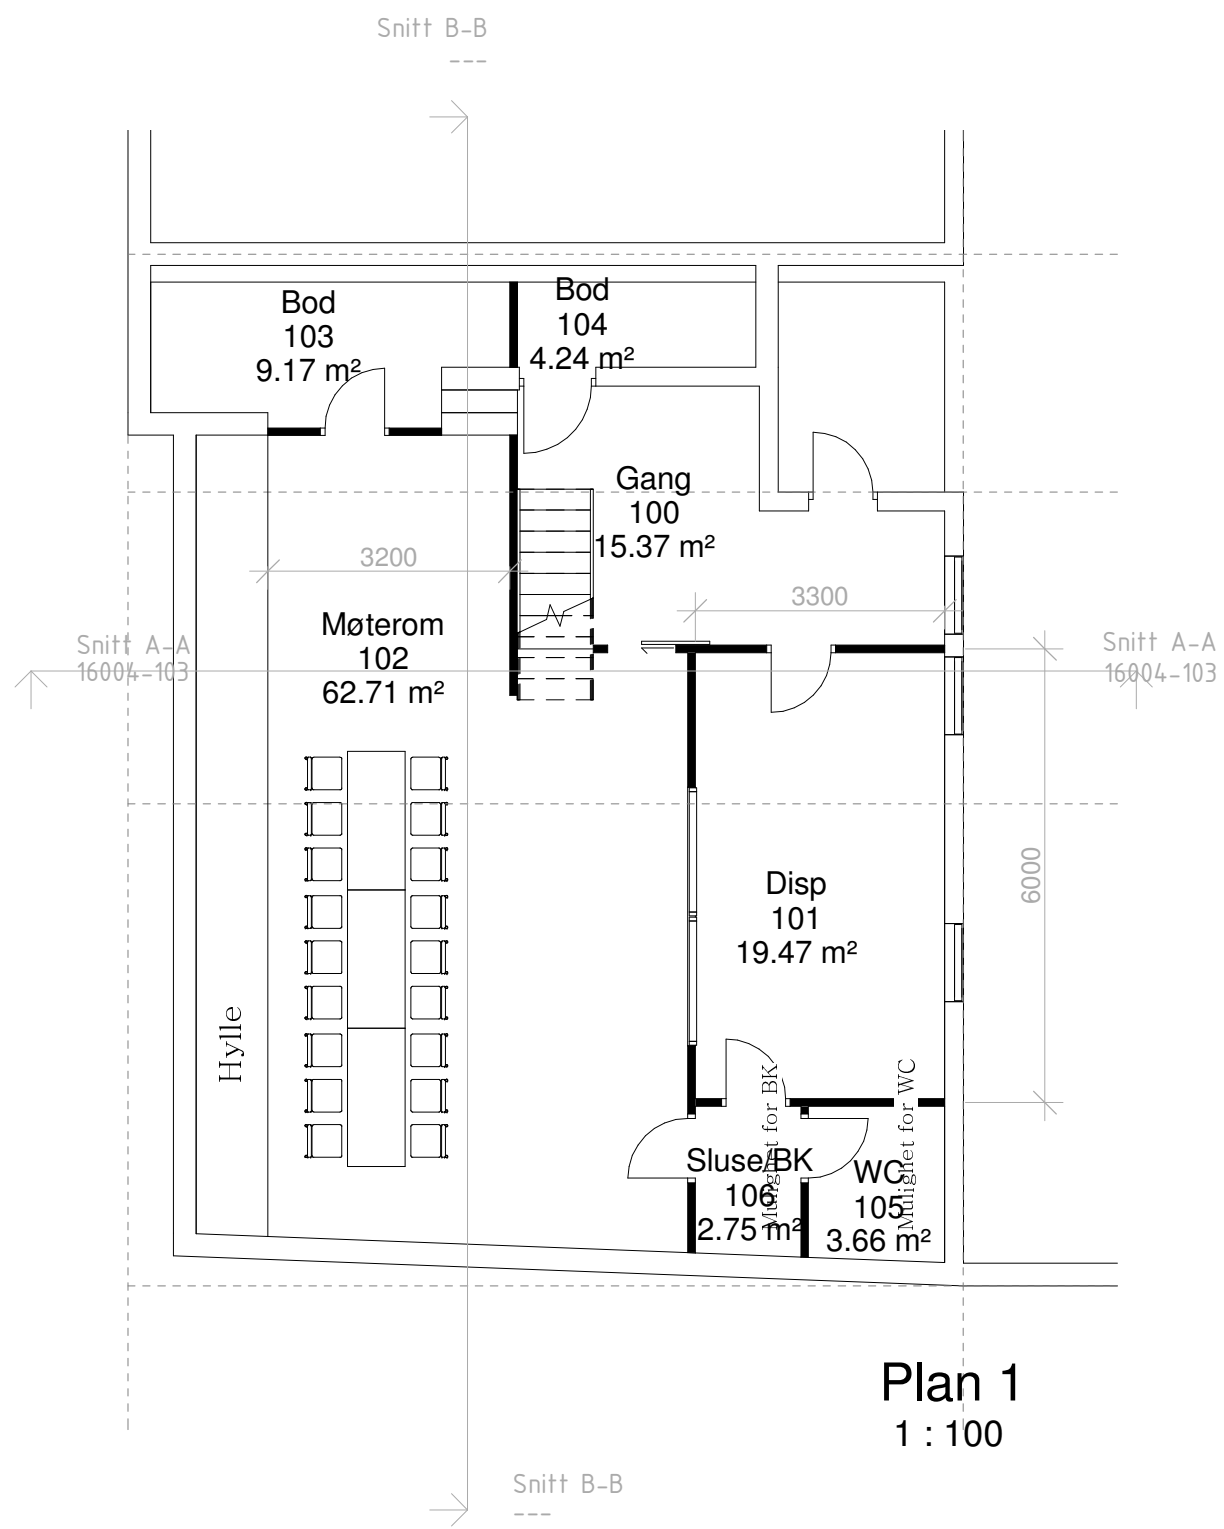 Snitt B-B
---
Bod
103
9.17 m²
Bod
104
4.24 m²
Gang
100
15.37 m²
3200
3300
Møterom
102
62.71 m²
Snitt A-A
16004-103
Snitt A-A
16004-103
6000
Disp
101
19.47 m²
Hylle
Mulighet for BK
Mulighet for WC
Sluse/BK
106
2.75 m²
WC
105
3.66 m²
Plan 1
1 : 100
Snitt B-B
---